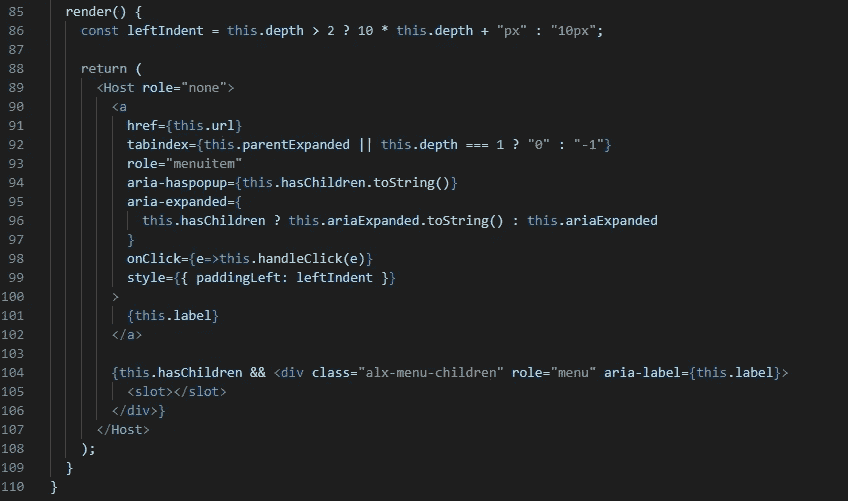 85 render() {
86 const leftIndent = this.depth > 2 ? 10 * this.depth + "px" : "10px";
87
88 return (
89 <Host role="none">
90 <a
91 href={this.url}
92 tabindex={this.parentExpanded || this.depth === 1 ? "0" : "-1"}
93 role="menuitem"
94 aria-haspopup={this.hasChildren.toString()}
95 aria-expanded={
96 this.hasChildren ? this.ariaExpanded.toString() : this.ariaExpanded
97 }
98 onClick={e=>this.handleClick(e)}
99 style={{ paddingLeft: leftIndent }}
100 >
101 {this.label}
102 </a>
103
104 {this.hasChildren && <div class="alx-menu-children" role="menu" aria-label={this.label}>
105 <slot></slot>
106 </div>}
107 </Host>
108 );
109 }
110 }